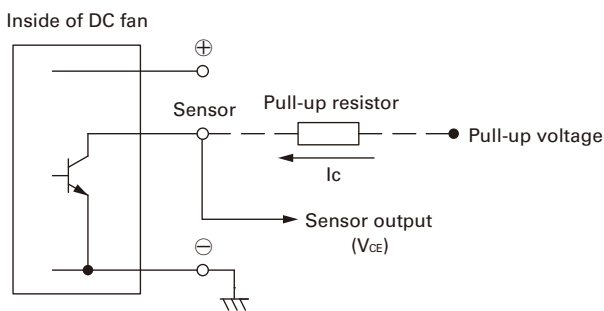 Inside of DC fan
⊕
Sensor
Pull-up resistor
Pull-up voltage
Ic
Sensor output
(VCE)
⊖